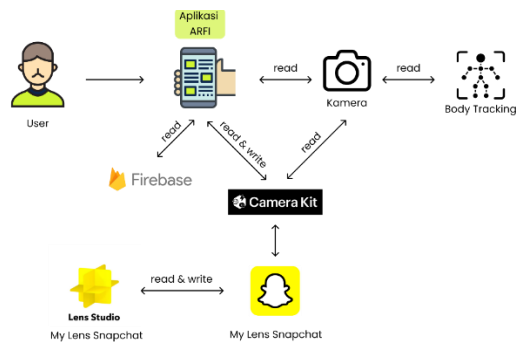 Aplikasi
ARFI
read
read
User
Kamera
Body Tracking
read
read & write
read
Firebase
Camera Kit
read & write
Lens Studio
My Lens Snapchat
My Lens Snapchat